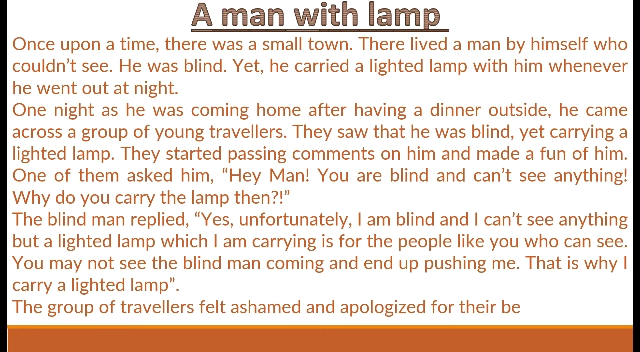 A man with lamp
Once upon a time, there was a small town. There lived a man by himself who
couldn't see. He was blind. Yet, he carried a lighted lamp with him whenever
he went out at night.
One night as he was coming home after having a dinner outside, he came
across a group of young travellers. They saw that he was blind, yet carrying a
lighted lamp. They started passing comments on him and made a fun of him.
One of them asked him, “Hey Man! You are blind and can't see anything!
Why do you carry the lamp then?!”
The blind man replied, “Yes, unfortunately, I am blind and I can't see anything
but a lighted lamp which I am carrying is for the people like you who can see.
You may not see the blind man coming and end up pushing me. That is why I
carry a lighted lamp”.
The group of travellers felt ashamed and apologized for their be